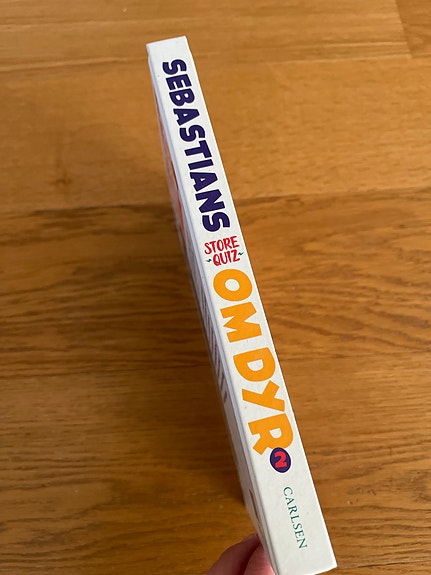 SEBASTIANS
STORE
QUIZ
OM DYR
2
CARLSEN